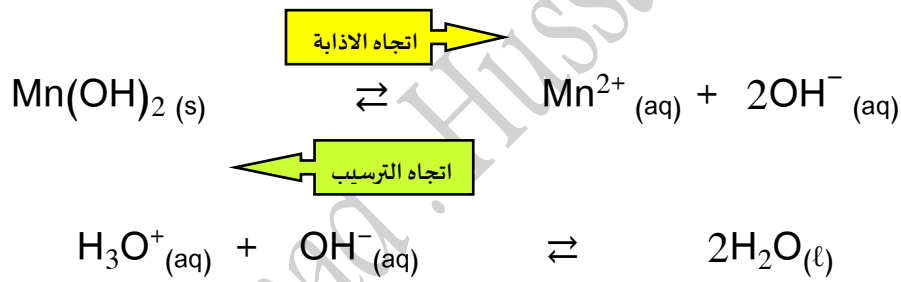 اتجاه الاذابة
Mn(OH)₂ (s) ⇄ Mn²⁺ (aq) + 2OH⁻ (aq)
اتجاه الترسيب
H₃O⁺(aq) + OH⁻(aq) ⇄ 2H₂O(ℓ)